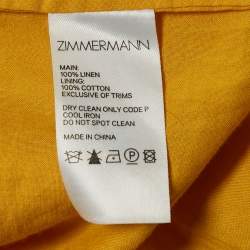 ZIMMERMANN
MAIN:
100% LINEN
LINING:
100% COTTON
EXCLUSIVE OF TRIMS
DRY CLEAN ONLY CODE P
COOL IRON
DO NOT SPOT CLEAN
MADE IN CHINA
P